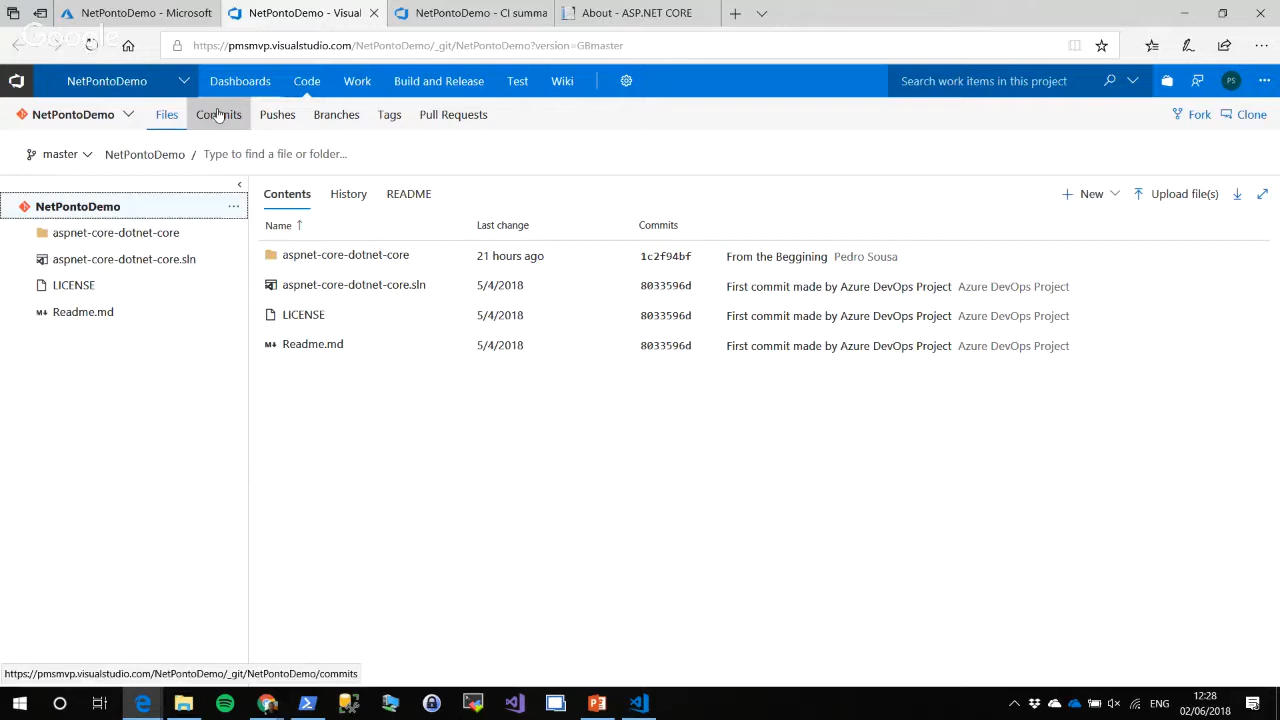 NetPontoDemo - Microsoft
NetPontoDemo - Visual
NetPontoDemo - CI summa
About - ASP.NET CORE
Google
https://pmsmvp.visualstudio.com/NetPontoDemo/_git/NetPontoDemo?version=GBmaster
NetPontoDemo
Dashboards
Code
Work
Build and Release
Test
Wiki
Search work items in this project
PS
NetPontoDemo
Files
Commits
Pushes
Branches
Tags
Pull Requests
Fork
Clone
master
NetPontoDemo /
Type to find a file or folder...
NetPontoDemo
aspnet-core-dotnet-core
aspnet-core-dotnet-core.sln
LICENSE
Readme.md
Contents
History
README
New
Upload file(s)
Name
Last change
Commits
aspnet-core-dotnet-core 21 hours ago 1c2f94bf From the Beggining Pedro Sousa
aspnet-core-dotnet-core.sln 5/4/2018 8033596d First commit made by Azure DevOps Project Azure DevOps Project
LICENSE 5/4/2018 8033596d First commit made by Azure DevOps Project Azure DevOps Project
Readme.md 5/4/2018 8033596d First commit made by Azure DevOps Project Azure DevOps Project
https://pmsmvp.visualstudio.com/NetPontoDemo/_git/NetPontoDemo/commits
ENG
12:28
02/06/2018